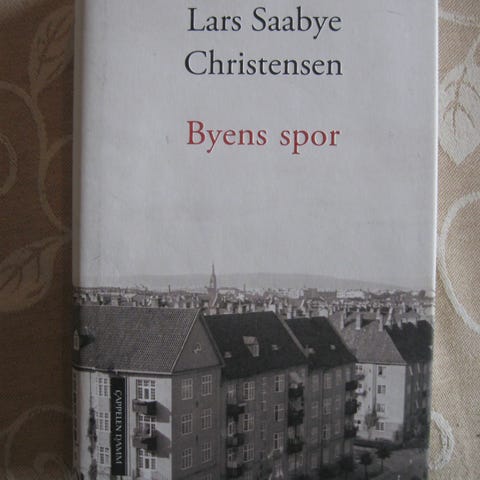 Lars Saabye
Christensen
Byens spor
CAPPELEN DAMM